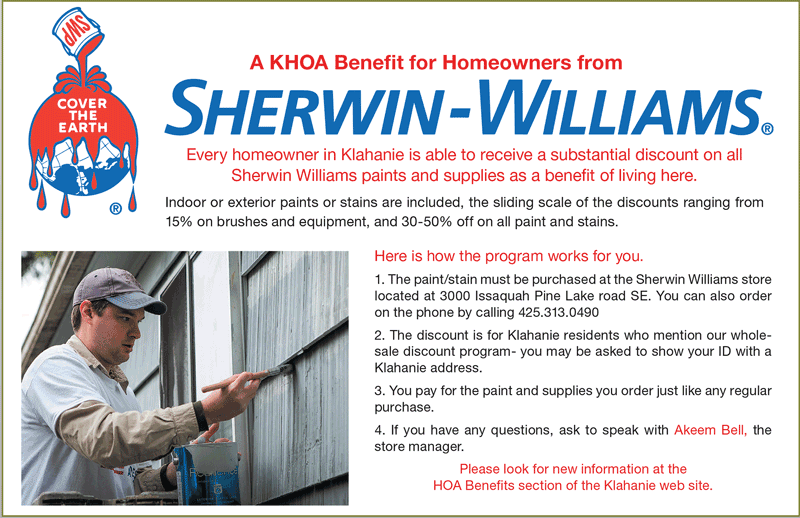 SWP
COVER
THE
EARTH
®
A KHOA Benefit for Homeowners from
SHERWIN-WILLIAMS®
Every homeowner in Klahanie is able to receive a substantial discount on all
Sherwin Williams paints and supplies as a benefit of living here.
Indoor or exterior paints or stains are included, the sliding scale of the discounts ranging from
15% on brushes and equipment, and 30-50% off on all paint and stains.
Here is how the program works for you.
1. The paint/stain must be purchased at the Sherwin Williams store
located at 3000 Issaquah Pine Lake road SE. You can also order
on the phone by calling 425.313.0490
2. The discount is for Klahanie residents who mention our whole-
sale discount program- you may be asked to show your ID with a
Klahanie address.
3. You pay for the paint and supplies you order just like any regular
purchase.
4. If you have any questions, ask to speak with Akeem Bell, the
store manager.
Please look for new information at the
HOA Benefits section of the Klahanie web site.